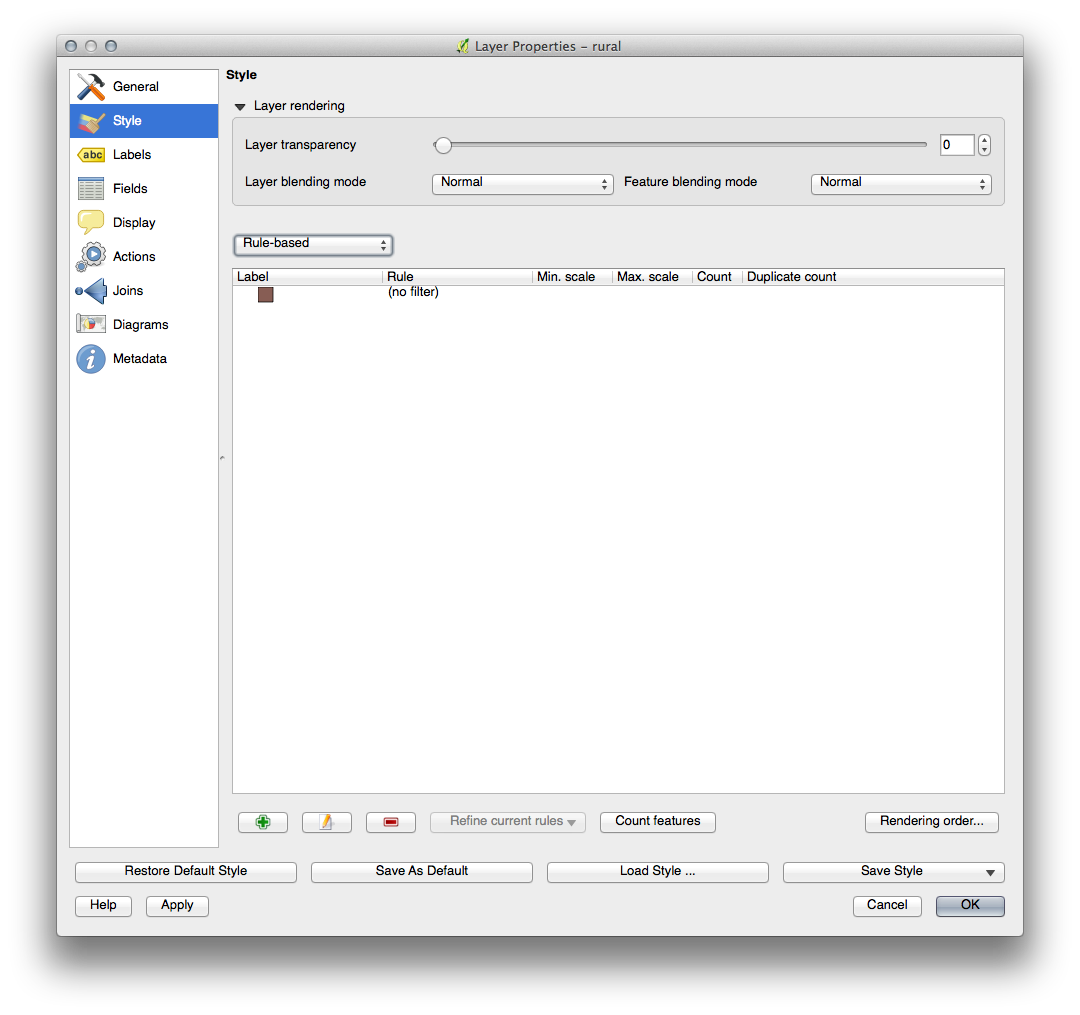 Layer Properties – rural
General
Style
Labels
abc
Fields
Display
Actions
Joins
Diagrams
i
Metadata
Style
Layer rendering
Layer transparency
0
Layer blending mode
Normal
Feature blending mode
Normal
Rule-based
Label Rule Min. scale Max. scale Count Duplicate count
(no filter)
Refine current rules
Count features
Rendering order...
Restore Default Style
Save As Default
Load Style ...
Save Style
Help
Apply
Cancel
OK